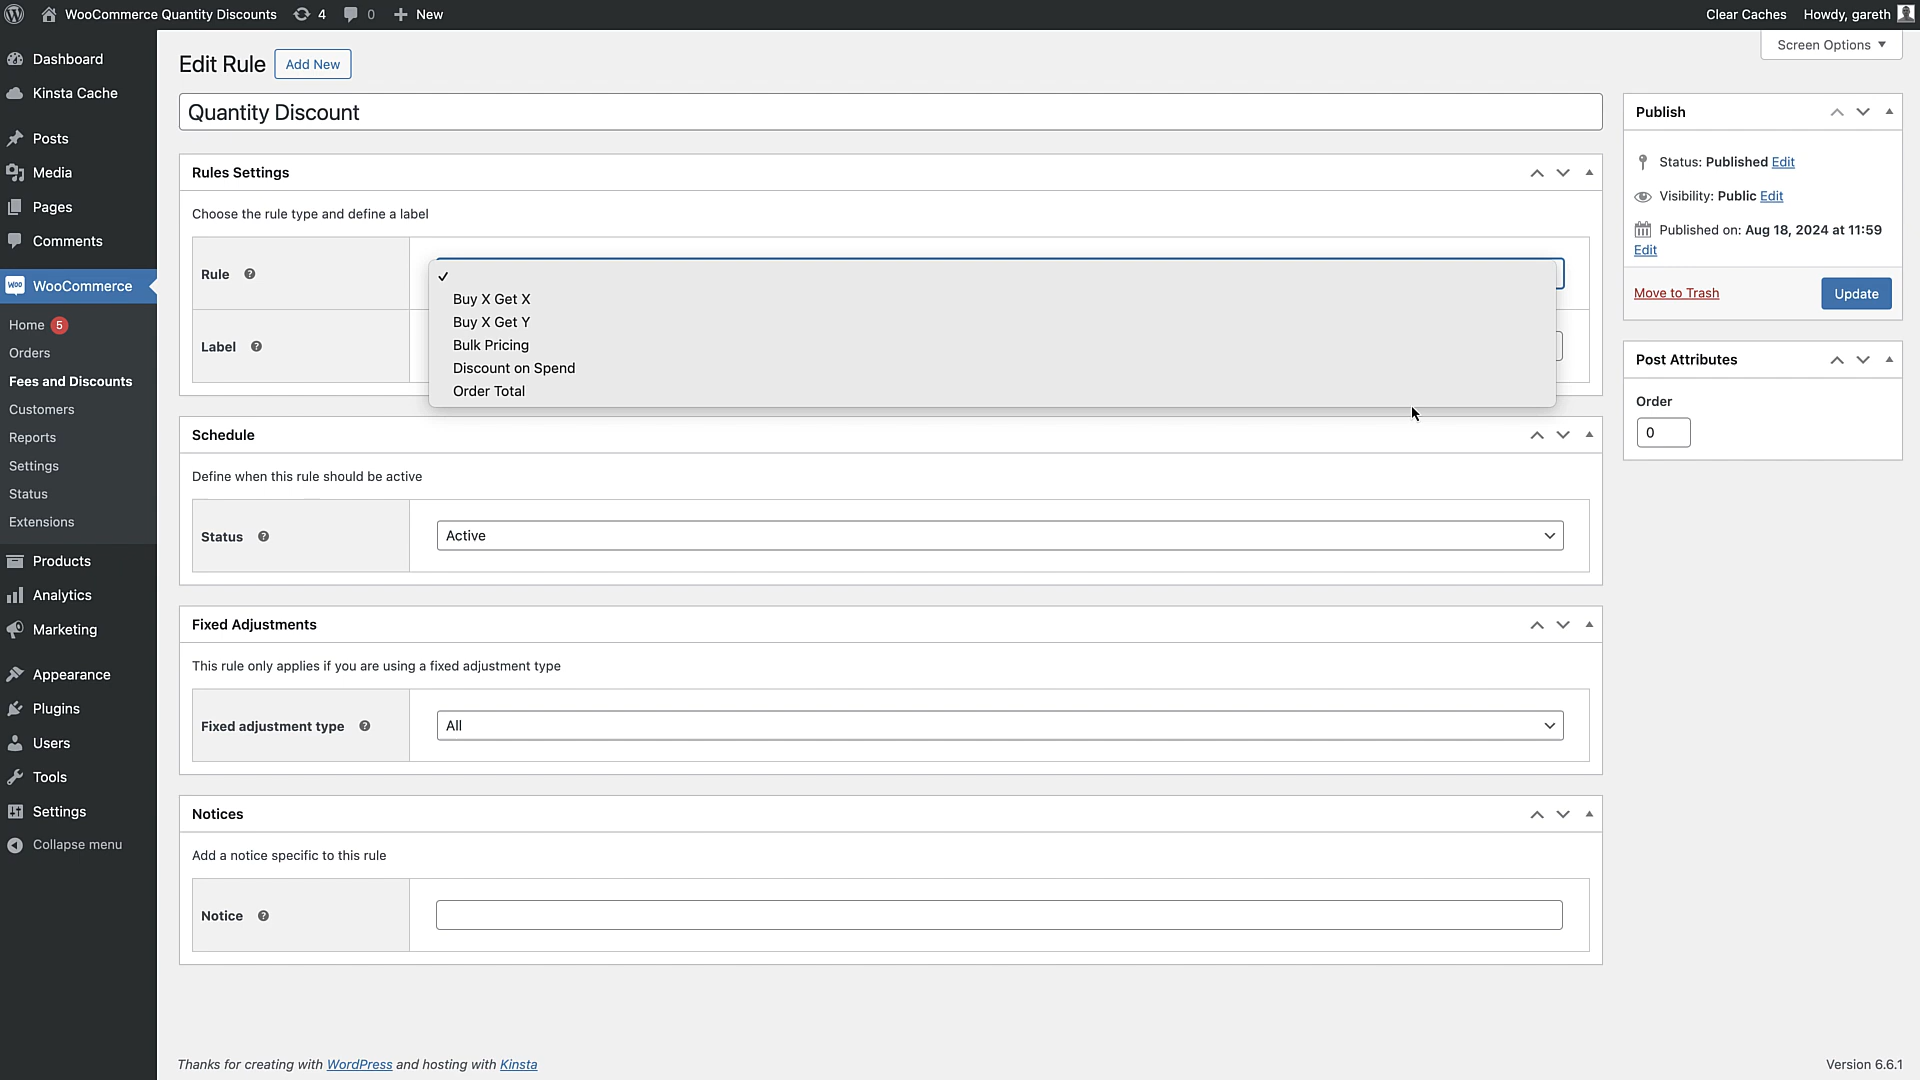 WooCommerce Quantity Discounts 4 0 New Clear Caches Howdy, gareth
Screen Options
Dashboard
Kinsta Cache
Posts
Media
Pages
Comments
WOO WooCommerce
Home 5
Orders
Fees and Discounts
Customers
Reports
Settings
Status
Extensions
Products
Analytics
Marketing
Appearance
Plugins
Users
Tools
Settings
Collapse menu
Edit Rule Add New
Quantity Discount
Rules Settings
Choose the rule type and define a label
Rule
Buy X Get X
Buy X Get Y
Bulk Pricing
Discount on Spend
Order Total
Label
Schedule
Define when this rule should be active
Status Active
Fixed Adjustments
This rule only applies if you are using a fixed adjustment type
Fixed adjustment type All
Notices
Add a notice specific to this rule
Notice
Publish
Status: Published Edit
Visibility: Public Edit
Published on: Aug 18, 2024 at 11:59
Edit
Move to Trash Update
Post Attributes
Order
0
Thanks for creating with WordPress and hosting with Kinsta
Version 6.6.1